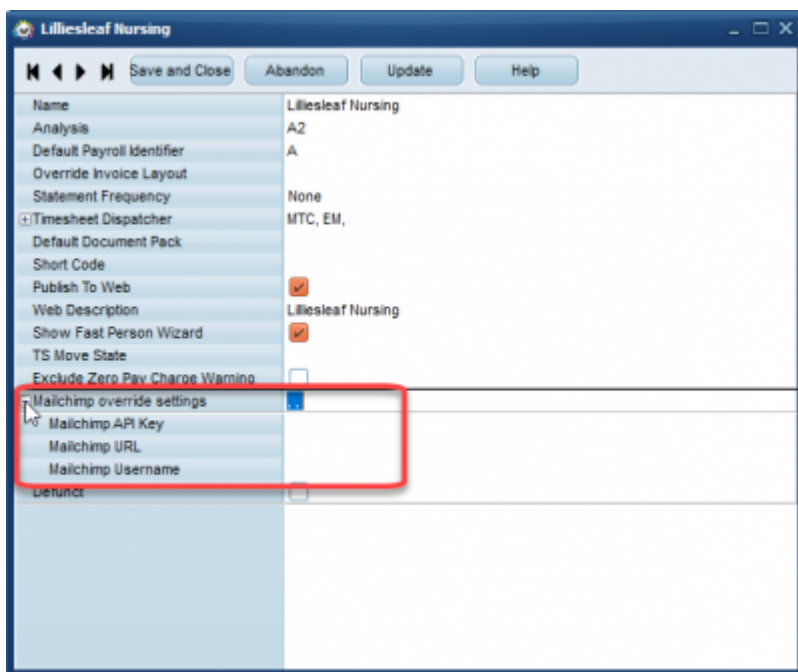 Lilliesleaf Nursing
Save and Close Abandon Update Help
Name Lilliesleaf Nursing
Analysis A2
Default Payroll Identifier A
Override Invoice Layout
Statement Frequency None
Timesheet Dispatcher MTC, EM,
Default Document Pack
Short Code
Publish To Web
Web Description Lilliesleaf Nursing
Show Fast Person Wizard
TS Move State
Exclude Zero Pay Charge Warning
Mailchimp override settings , ,
Mailchimp API Key
Mailchimp URL
Mailchimp Username
Defunct